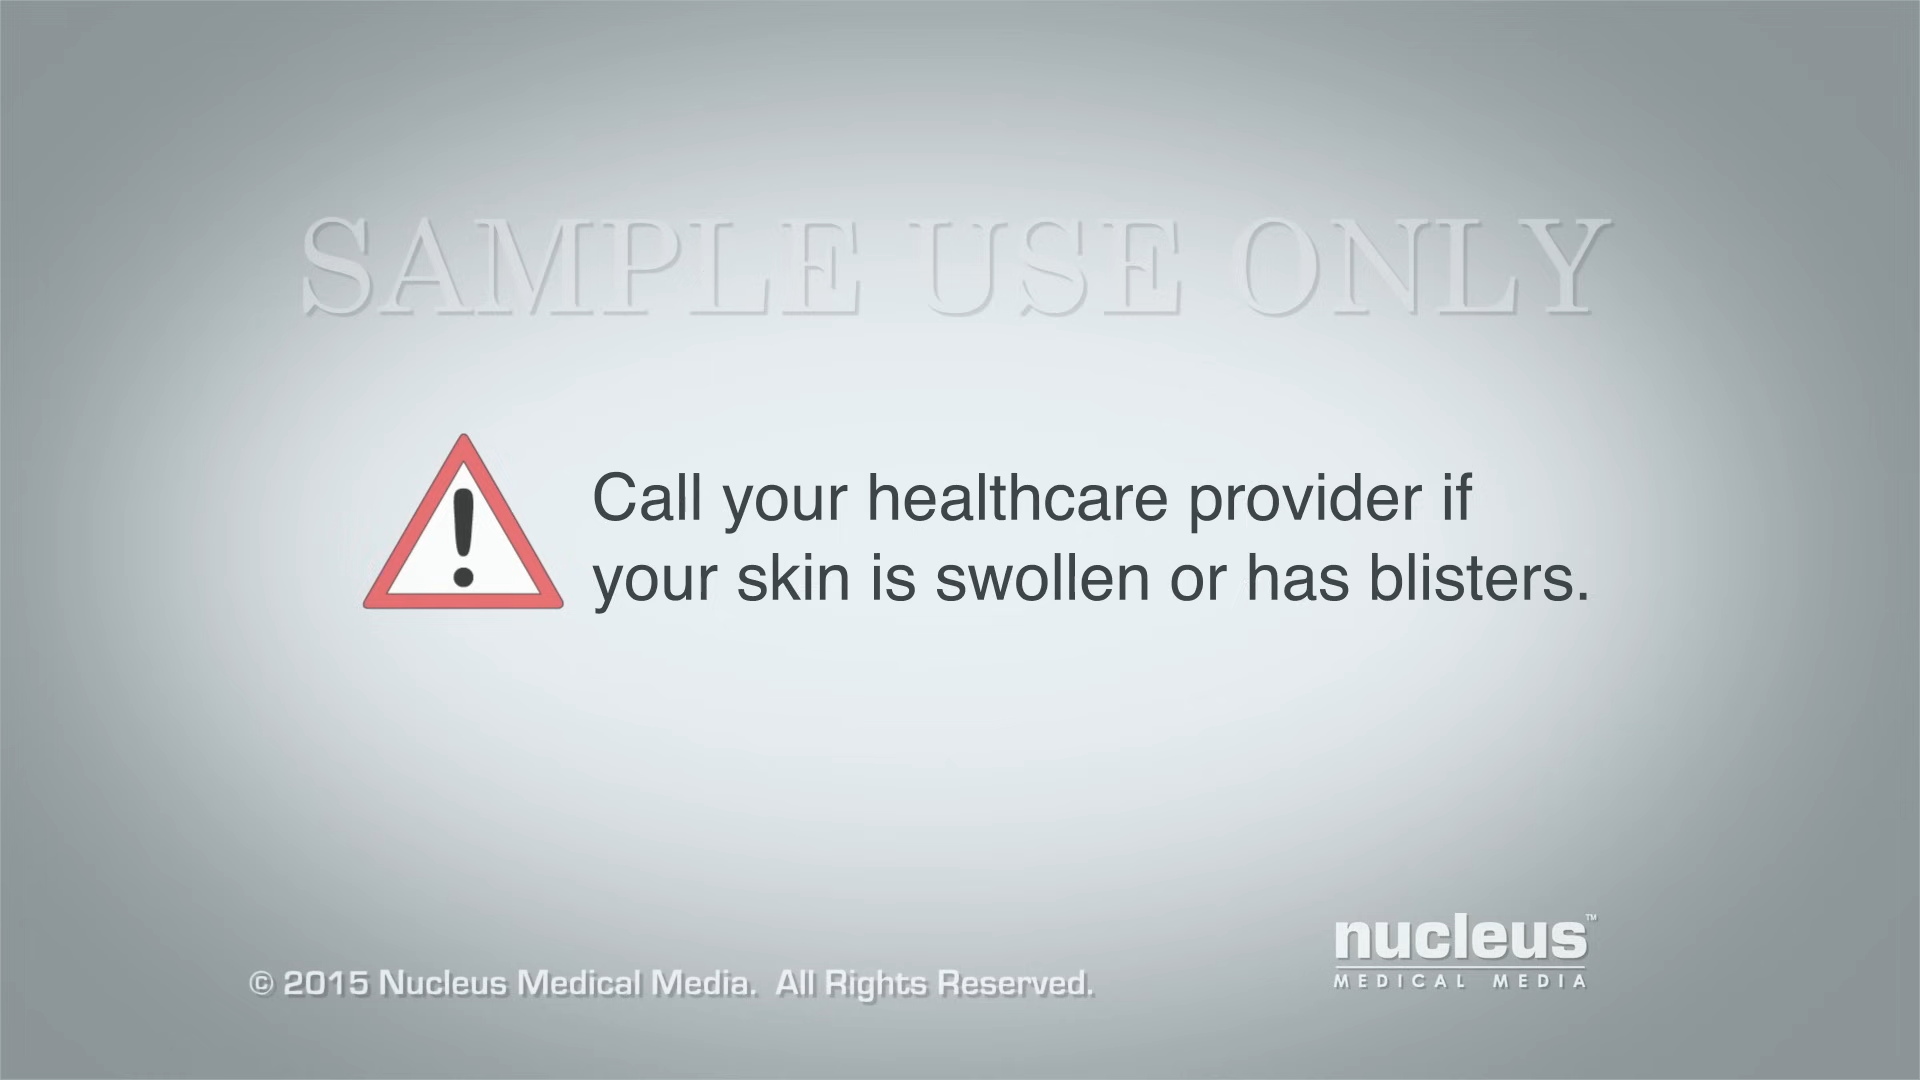 SAMPLE USE ONLY
!
Call your healthcare provider if
your skin is swollen or has blisters.
nucleus™
MEDICAL MEDIA
© 2015 Nucleus Medical Media. All Rights Reserved.